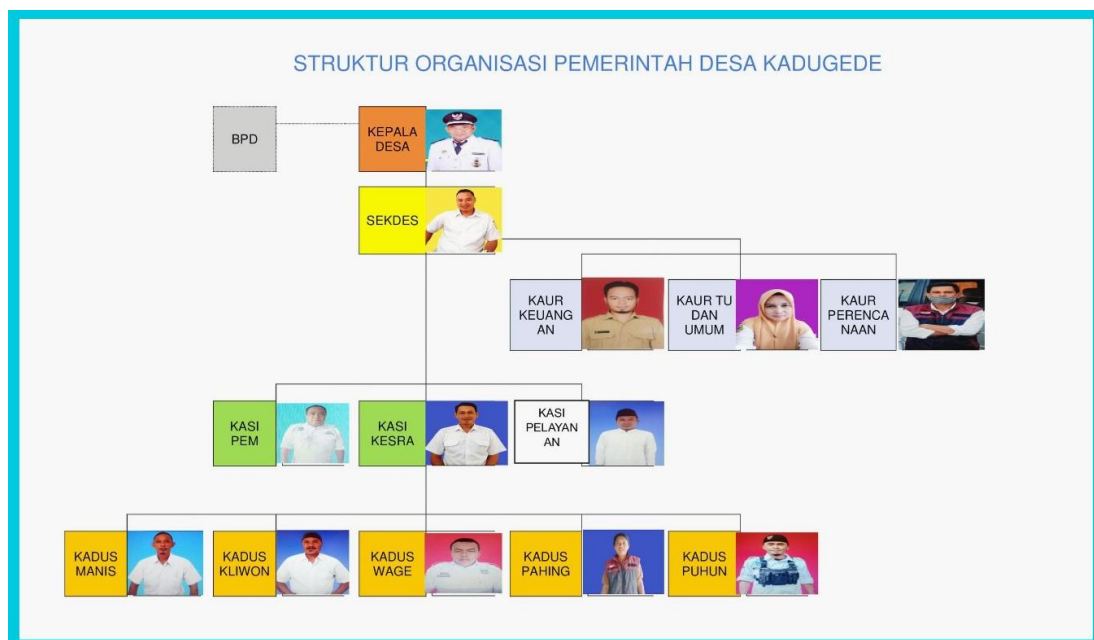 STRUKTUR ORGANISASI PEMERINTAH DESA KADUGEDE
BPD
KEPALA
DESA
SEKDES
KAUR
KEUANG
AN
KAUR TU
DAN
UMUM
KAUR
PERENCA
NAAN
KASI
PEM
KASI
KESRA
KASI
PELAYAN
AN
KADUS
MANIS
KADUS
KLIWON
KADUS
WAGE
KADUS
PAHING
KADUS
PUHUN